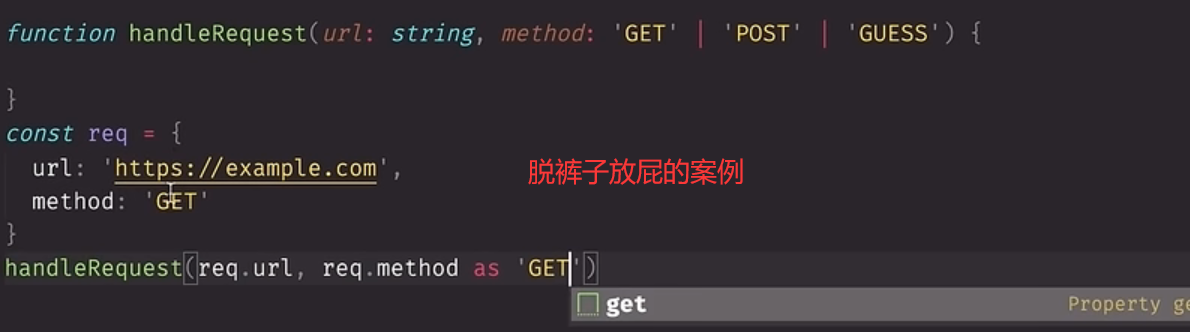 function handleRequest(url: string, method: 'GET' | 'POST' | 'GUESS') {
}
const req = {
url: 'https://example.com',
脱裤子放屁的案例
method: 'GET'
}
handleRequest(req.url, req.method as 'GET')
get
Property